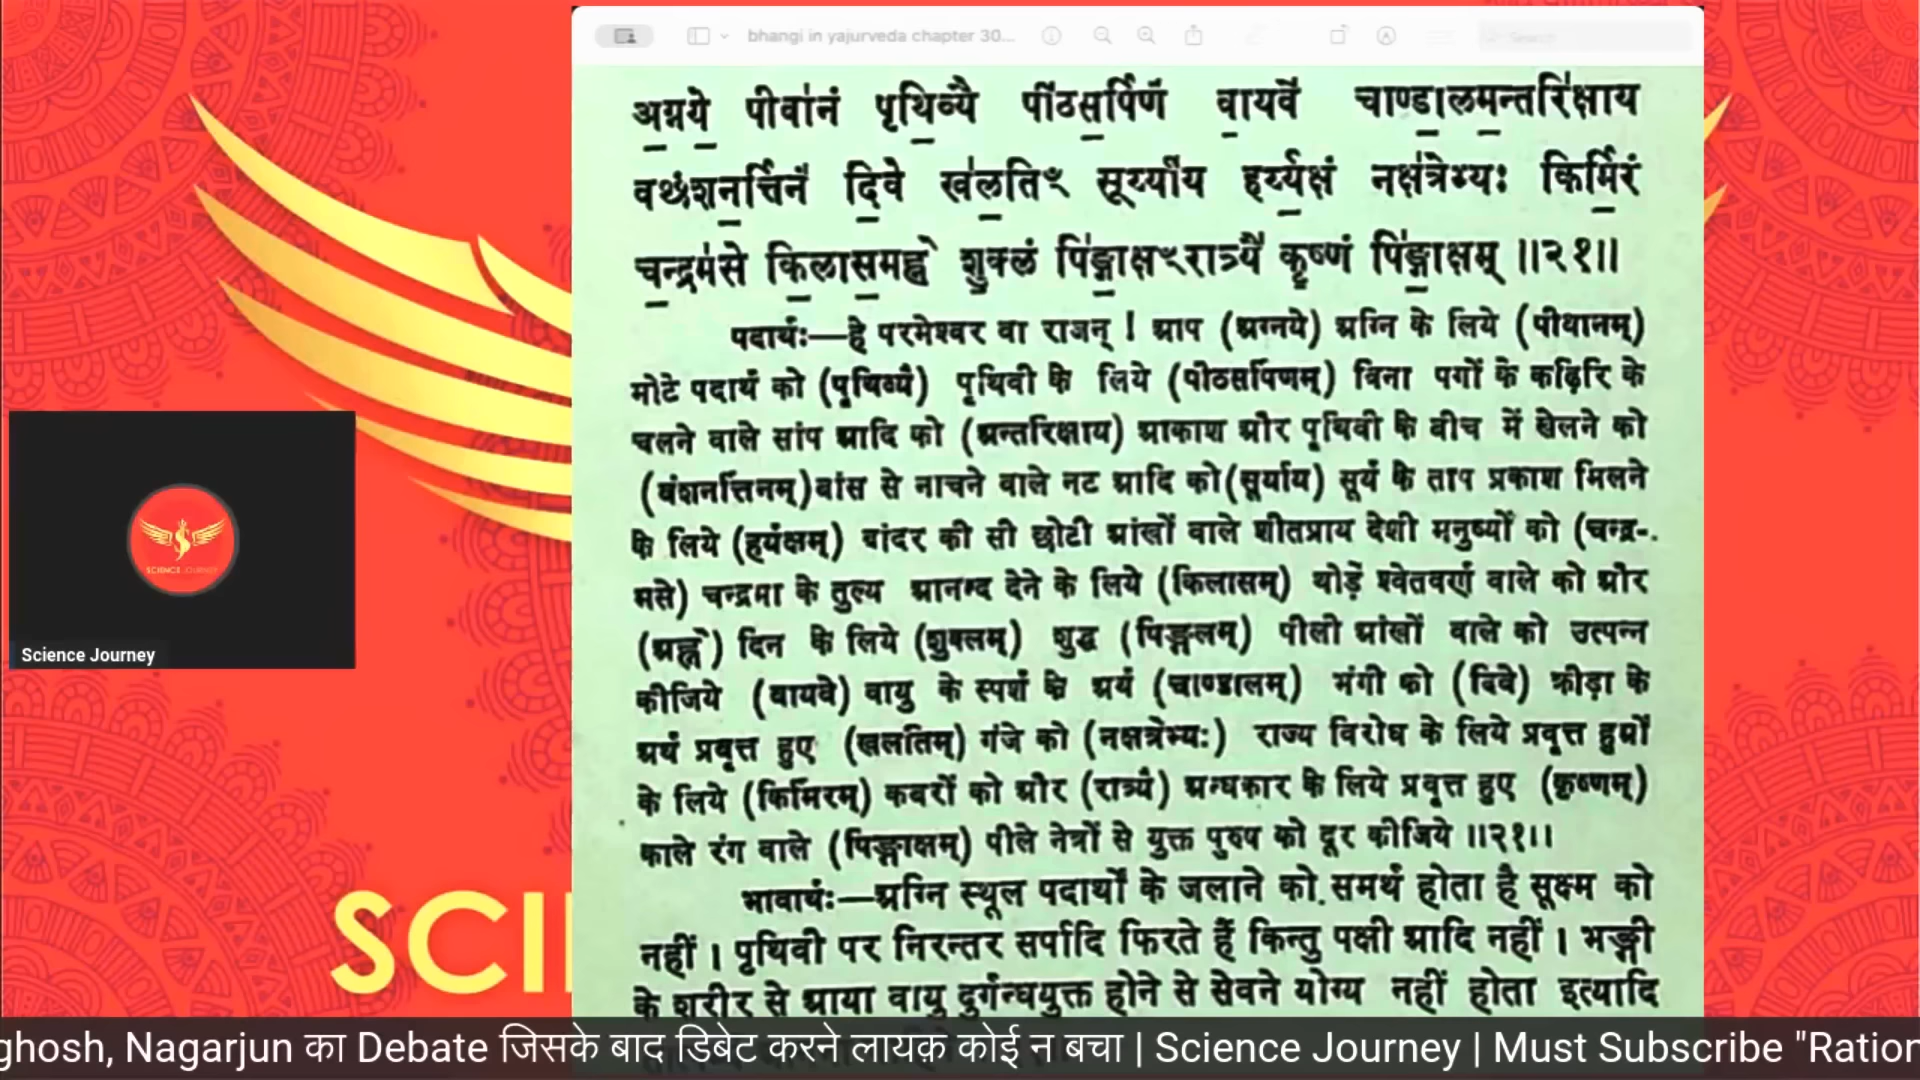 bhangi in yajurveda chapter 30...
Search
अग्नये पीवानं पृथिव्यै पीठसर्पिणं वायवे चाण्डालमन्तरिक्षाय
वꣳशनर्त्तिनं दिवे खलतिꣳ सूर्य्याय हर्य्यक्षं नक्षत्रेभ्यः किर्मिरं
चन्द्रमसे किलासमह्ने शुक्लं पिङ्गाक्षꣳरात्र्यै कृष्णं पिङ्गाक्षम् ॥२१॥
पदार्थः—हे परमेश्वर वा राजन् ! आप (अग्नये) अग्नि के लिये (पीवानम्)
मोटे पदार्थ को (पृथिव्यै) पृथिवी के लिये (पीठसर्पिणम्) विना पगों के कढ़िरि के
चलने वाले सांप आदि को (अन्तरिक्षाय) आकाश और पृथिवी के बीच में खेलने को
(वंशनर्त्तिनम्) बांस से नाचने वाले नट आदि को (सूर्याय) सूर्य के ताप प्रकाश मिलने
के लिये (हर्यक्षम्) बांदर की सी छोटी आंखों वाले शीतप्राय देशी मनुष्यों को (चन्द्र-
मसे) चन्द्रमा के तुल्य आनन्द देने के लिये (किलासम्) थोड़े श्वेतवर्ण वाले को और
(अह्ने) दिन के लिये (शुक्लम्) शुद्ध (पिङ्गलम्) पीली आंखों वाले को उत्पन्न
कीजिये (वायवे) वायु के स्पर्श के अर्थ (चाण्डालम्) भंगी को (दिवे) क्रीड़ा के
अर्थ प्रवृत्त हुए (खलतिम्) गंजे को (नक्षत्रेभ्यः) राज्य विरोध के लिये प्रवृत्त हुओं
के लिये (किर्मिरम्) कबरों को और (रात्र्यै) अन्धकार के लिये प्रवृत्त हुए (कृष्णम्)
काले रंग वाले (पिङ्गाक्षम्) पीले नेत्रों से युक्त पुरुष को दूर कीजिये ॥२१॥
भावार्थः—अग्नि स्थूल पदार्थों के जलाने को समर्थ होता है सूक्ष्म को
नहीं । पृथिवी पर निरन्तर सर्पादि फिरते हैं किन्तु पक्षी आदि नहीं । भङ्गी
के शरीर से आया वायु दुर्गन्धयुक्त होने से सेवने योग्य नहीं होता इत्यादि
SCIENCE JOURNEY
Science Journey
SCI
ghosh, Nagarjun का Debate जिसके बाद डिबेट करने लायक़ कोई न बचा | Science Journey | Must Subscribe "Ration